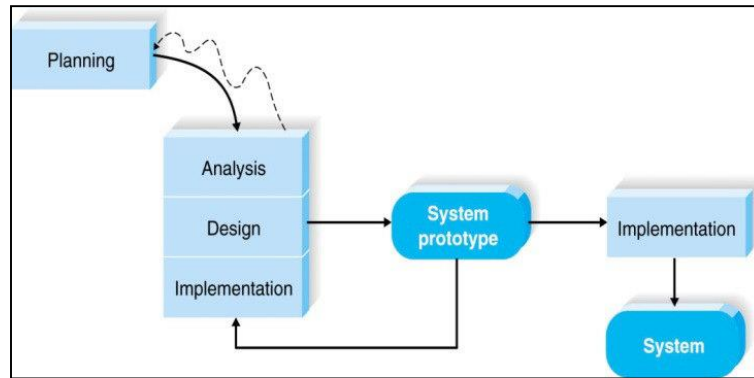 Planning
Analysis
Design
Implementation
System
prototype
Implementation
System